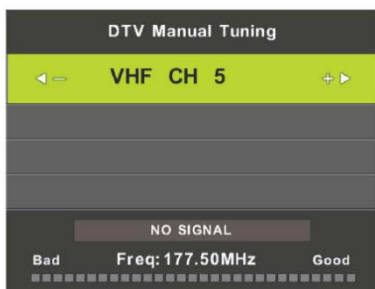 DTV Manual Tuning
VHF CH 5
NO SIGNAL
Bad Freq:177.50MHz Good